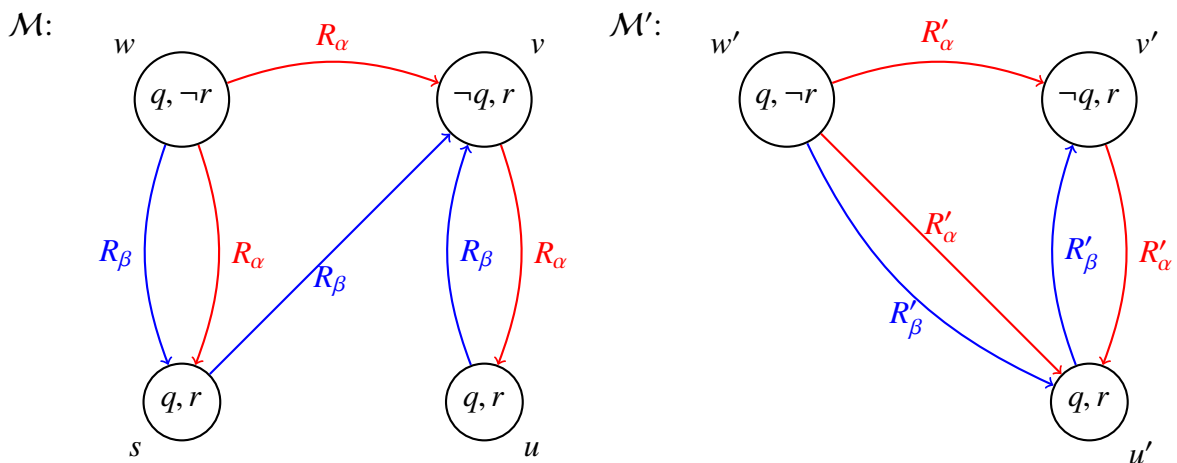 ℳ:
w
R_α
v
q, ¬r
¬q, r
R_β
R_α
R_β
R_β
R_α
q, r
q, r
s
u
ℳ′:
w′
R′_α
v′
q, ¬r
¬q, r
R′_α
R′_β
R′_β
R′_α
q, r
u′